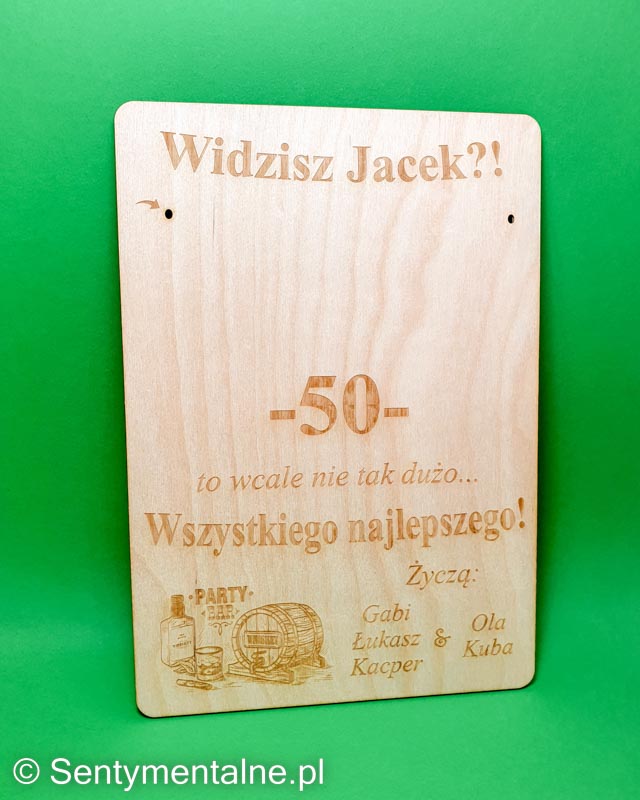 Widzisz Jacek?!
-50-
to wcale nie tak dużo...
Wszystkiego najlepszego!
Życzą:
Gabi
Łukasz & Ola
Kacper Kuba
PARTY
BAR
WHISKY
© Sentymentalne.pl